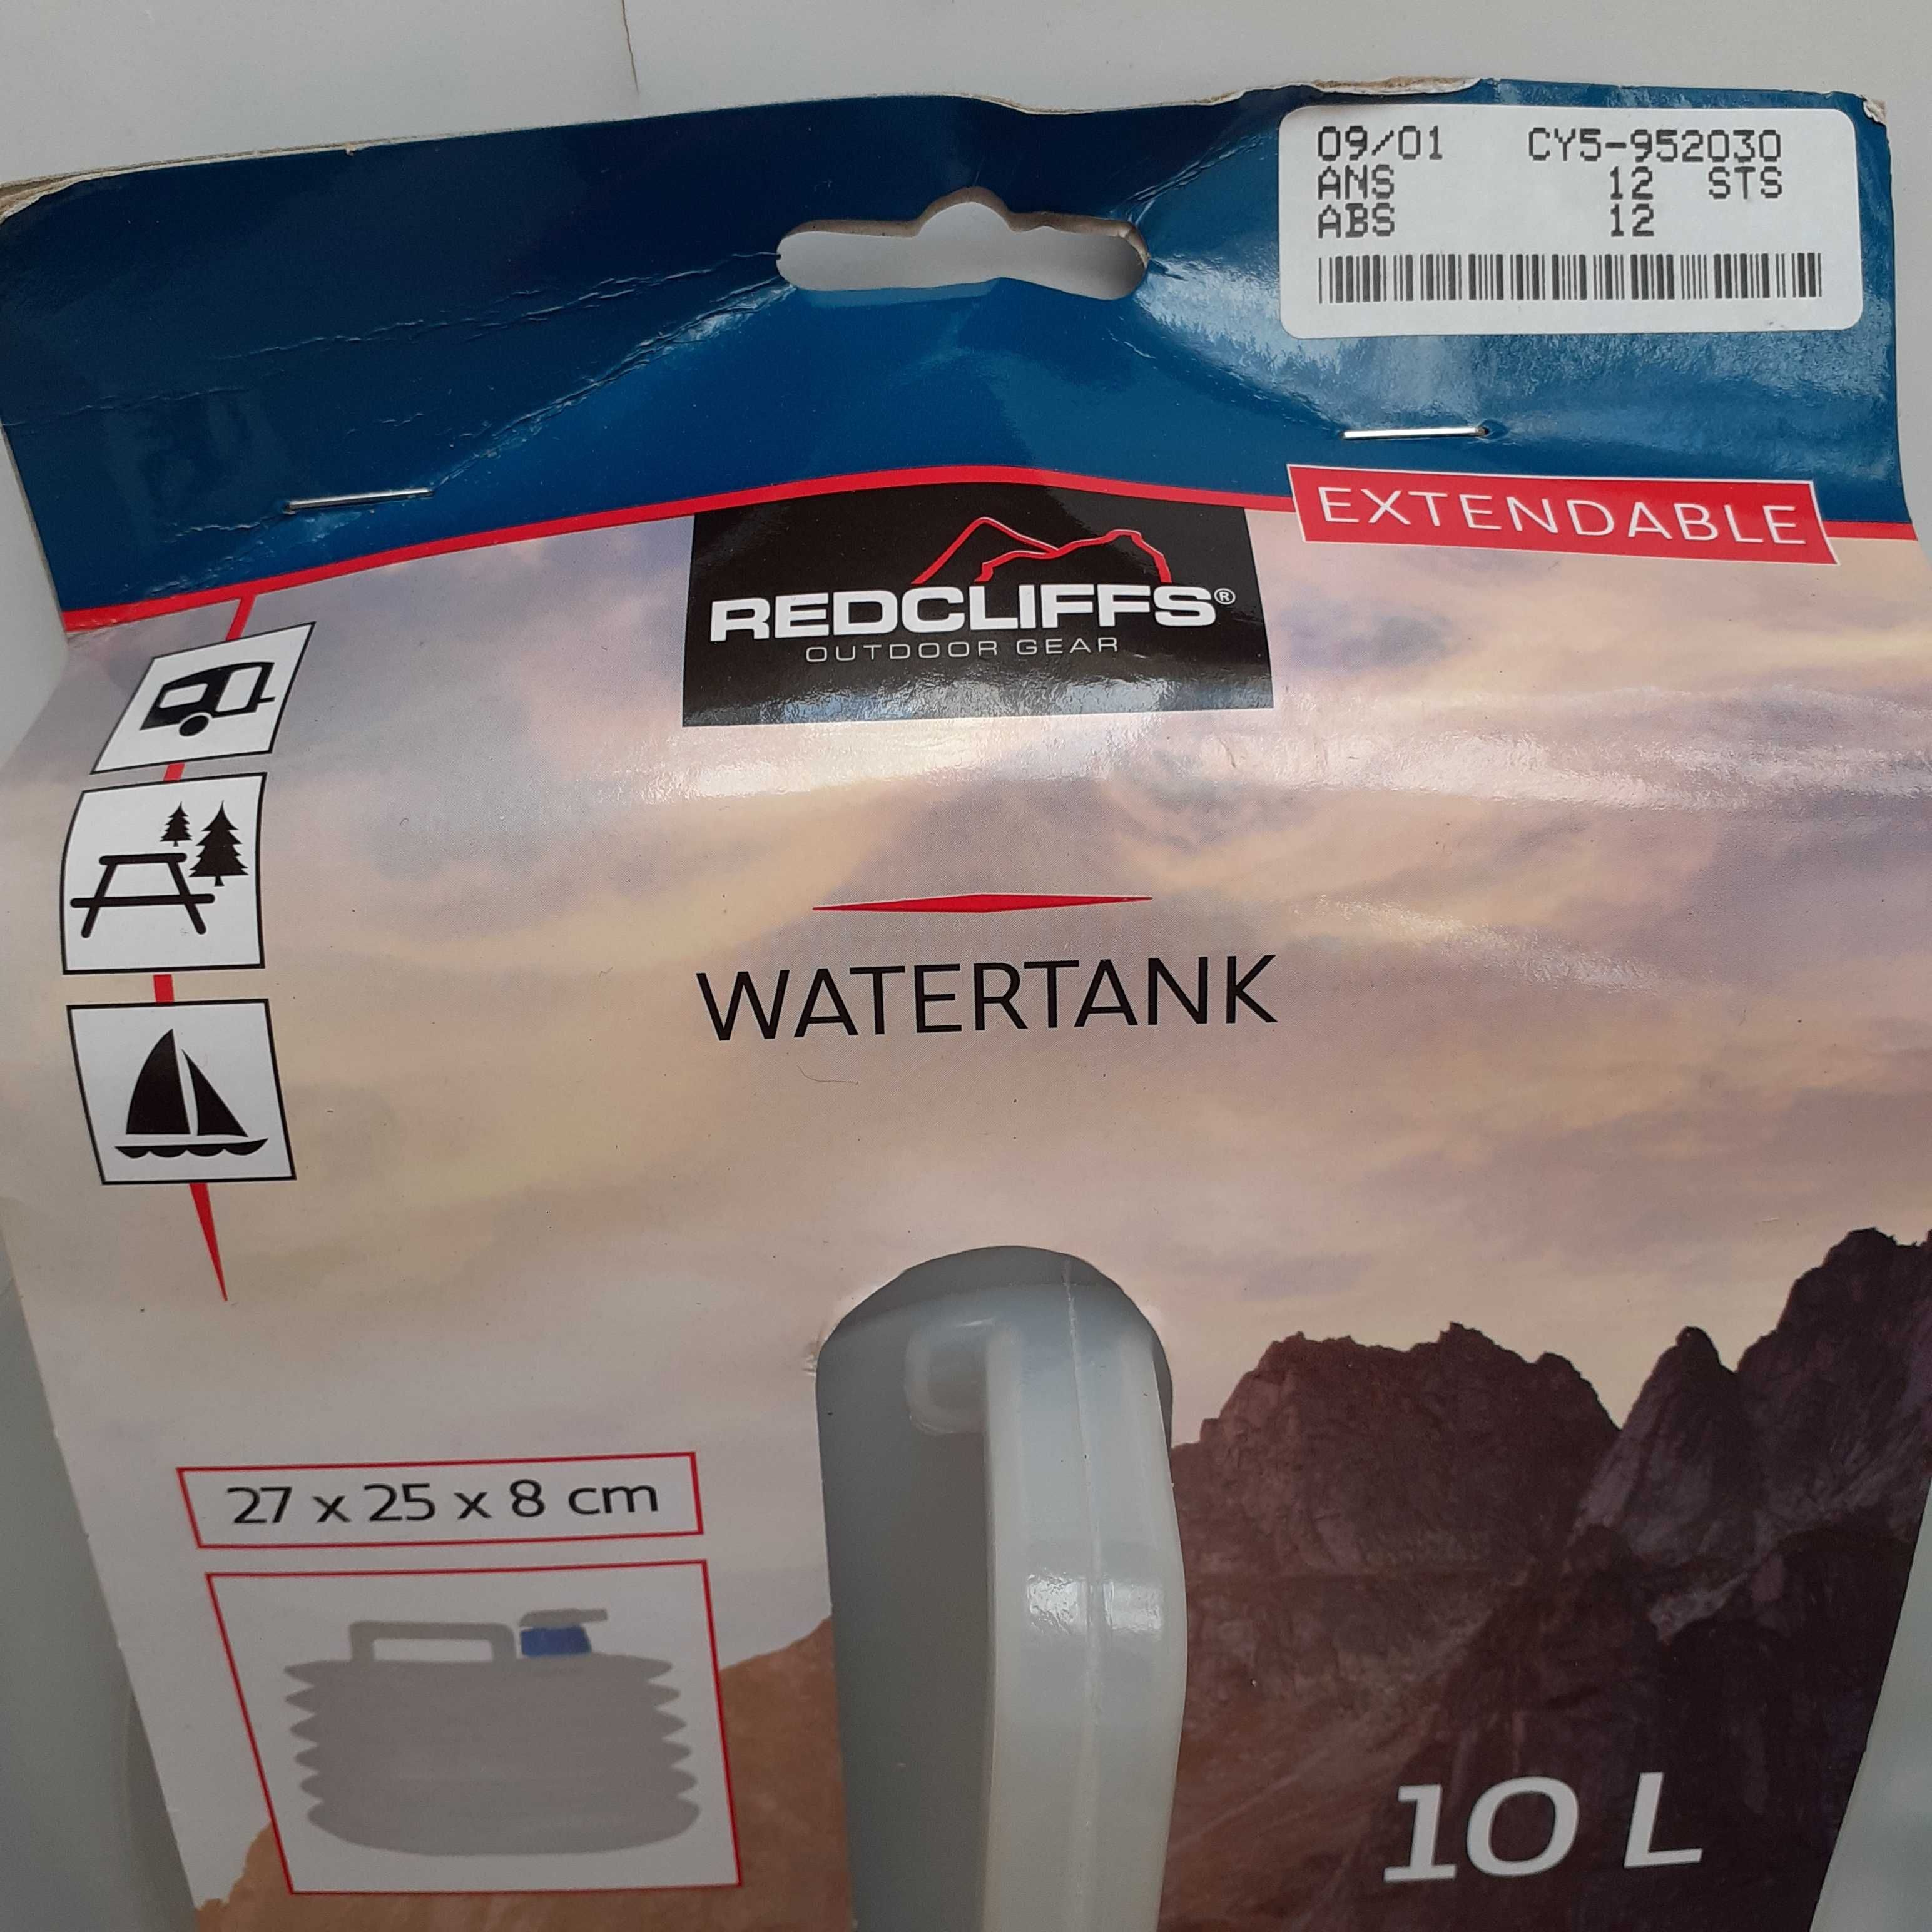 09/01 CY5-952030
ANS 12 STS
ABS 12
EXTENDABLE
REDCLIFFS®
OUTDOOR GEAR
WATERTANK
27 x 25 x 8 cm
10 L